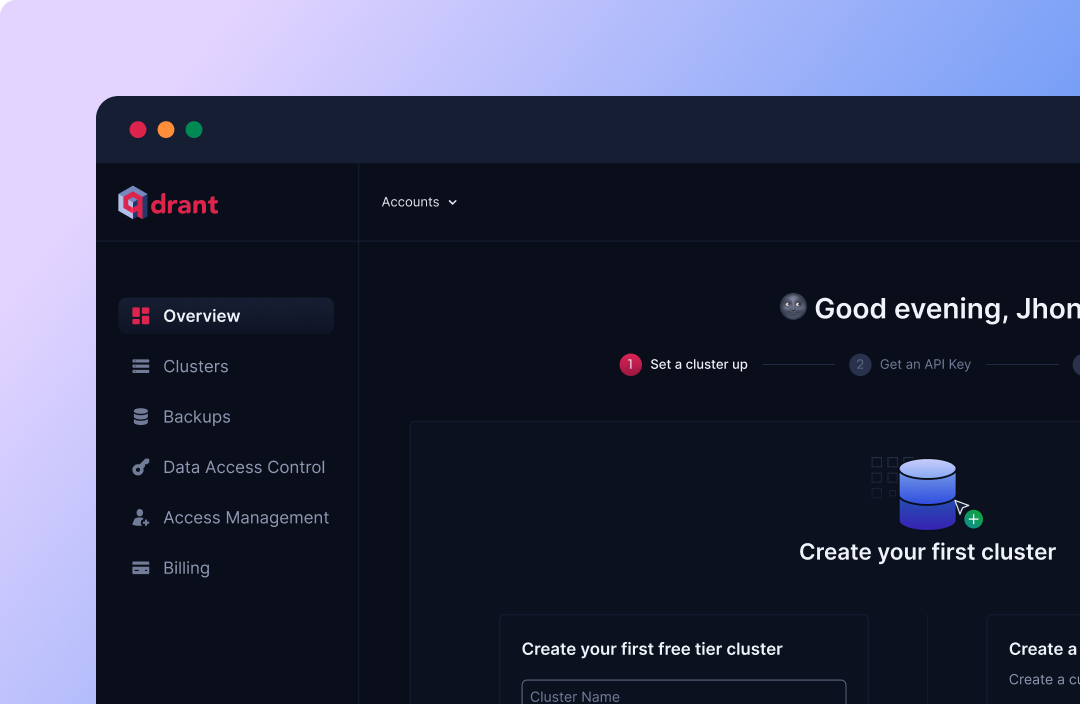 qdrant
Accounts
Overview
Clusters
Backups
Data Access Control
Access Management
Billing
Good evening, Jhon
1 Set a cluster up
2 Get an API Key
Create your first cluster
Create your first free tier cluster
Cluster Name
Create a
Create a